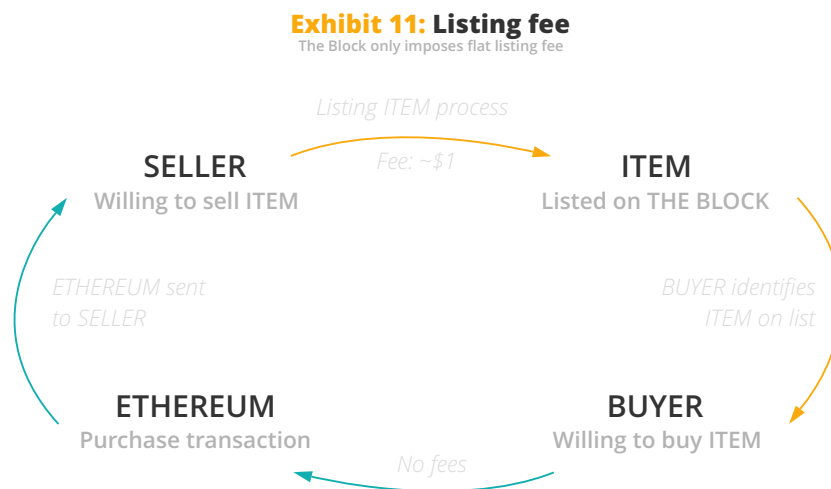 Exhibit 11: Listing fee
The Block only imposes flat listing fee
Listing ITEM process
Fee: ~$1
SELLER
Willing to sell ITEM
ITEM
Listed on THE BLOCK
ETHEREUM sent
to SELLER
BUYER identifies
ITEM on list
ETHEREUM
Purchase transaction
BUYER
Willing to buy ITEM
No fees